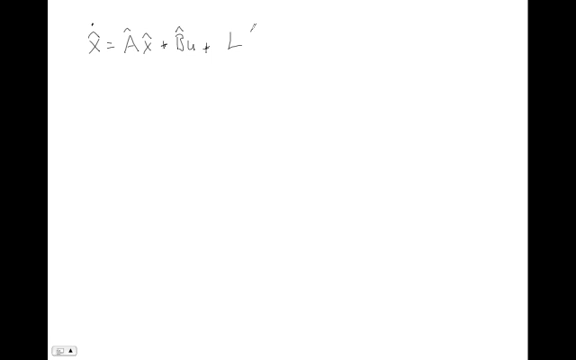 x̂̇ = Âx̂ + B̂u + L